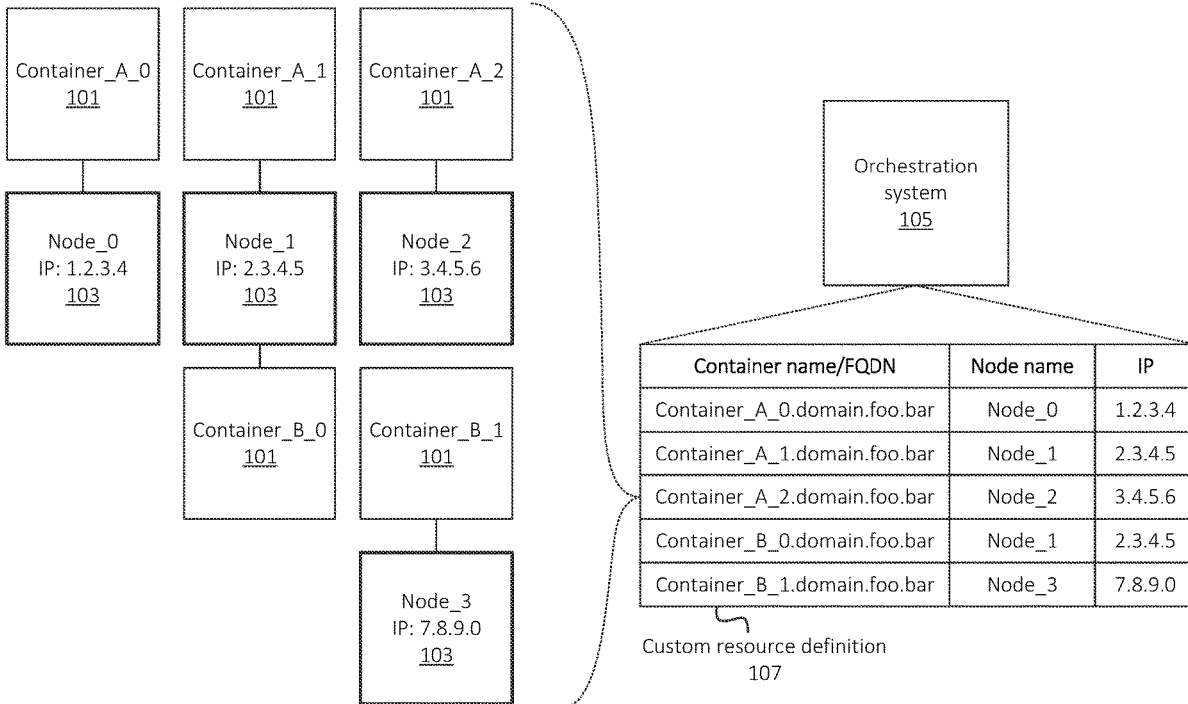 Container_A_0
101
Container_A_1
101
Container_A_2
101
Node_0
IP: 1.2.3.4
103
Node_1
IP: 2.3.4.5
103
Node_2
IP: 3.4.5.6
103
Container_B_0
101
Container_B_1
101
Node_3
IP: 7.8.9.0
103
Orchestration
system
105
Container name/FQDN Node name IP
Container_A_0.domain.foo.bar Node_0 1.2.3.4
Container_A_1.domain.foo.bar Node_1 2.3.4.5
Container_A_2.domain.foo.bar Node_2 3.4.5.6
Container_B_0.domain.foo.bar Node_1 2.3.4.5
Container_B_1.domain.foo.bar Node_3 7.8.9.0
Custom resource definition
107